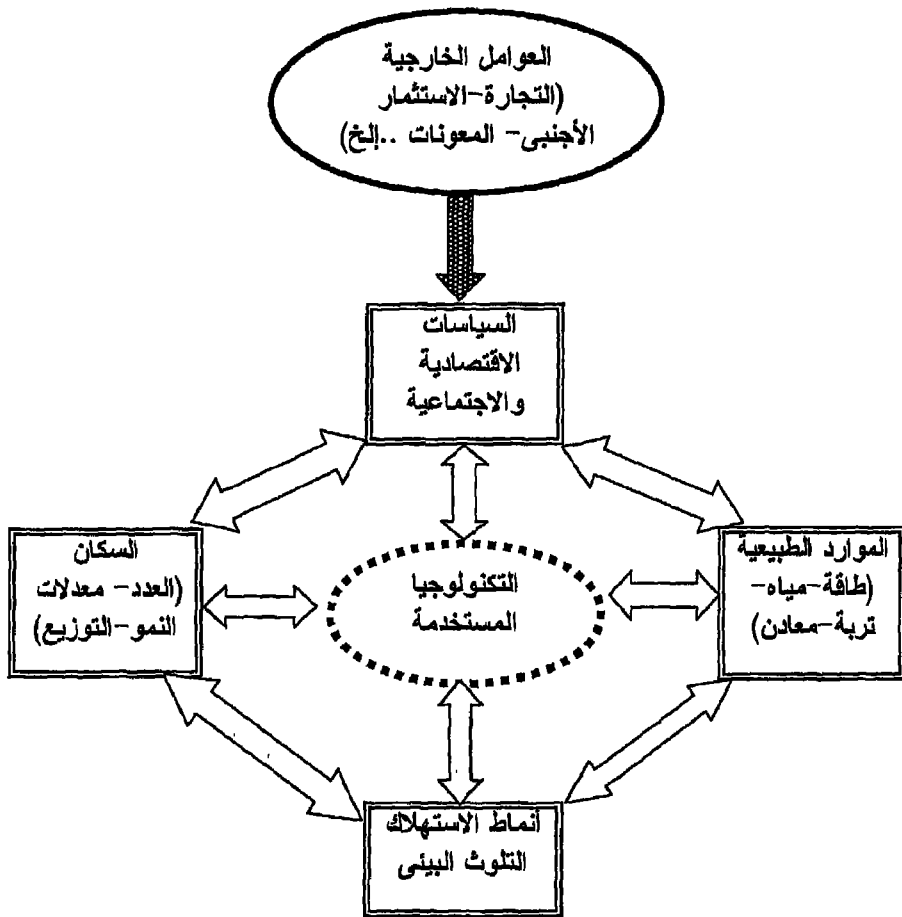 العوامل الخارجية
(التجارة-الاستثمار
الأجنبى- المعونات ..إلخ)
السياسات
الاقتصادية
والاجتماعية
الموارد الطبيعية
(طاقة-مياه-
تربة-معادن)
التكنولوجيا
المستخدمة
السكان
(العدد- معدلات
النمو-التوزيع)
أنماط الاستهلاك
التلوث البيئى